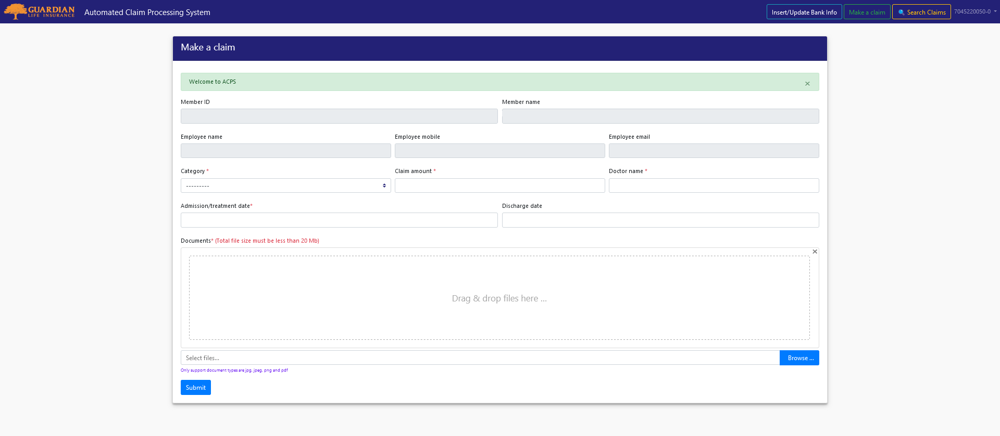 GUARDIAN
LIFE INSURANCE
Automated Claim Processing System
Insert/Update Bank Info
Make a claim
Search Claims
7045220050-0
Make a claim
Welcome to ACPS
×
Member ID
Member name
Employee name
Employee mobile
Employee email
Category *
Claim amount *
Doctor name *
---------
Admission/treatment date*
Discharge date
Documents* (Total file size must be less than 20 Mb)
×
Drag & drop files here ...
Select files...
Browse ...
Only support document types are jpg, jpeg, png and pdf
Submit